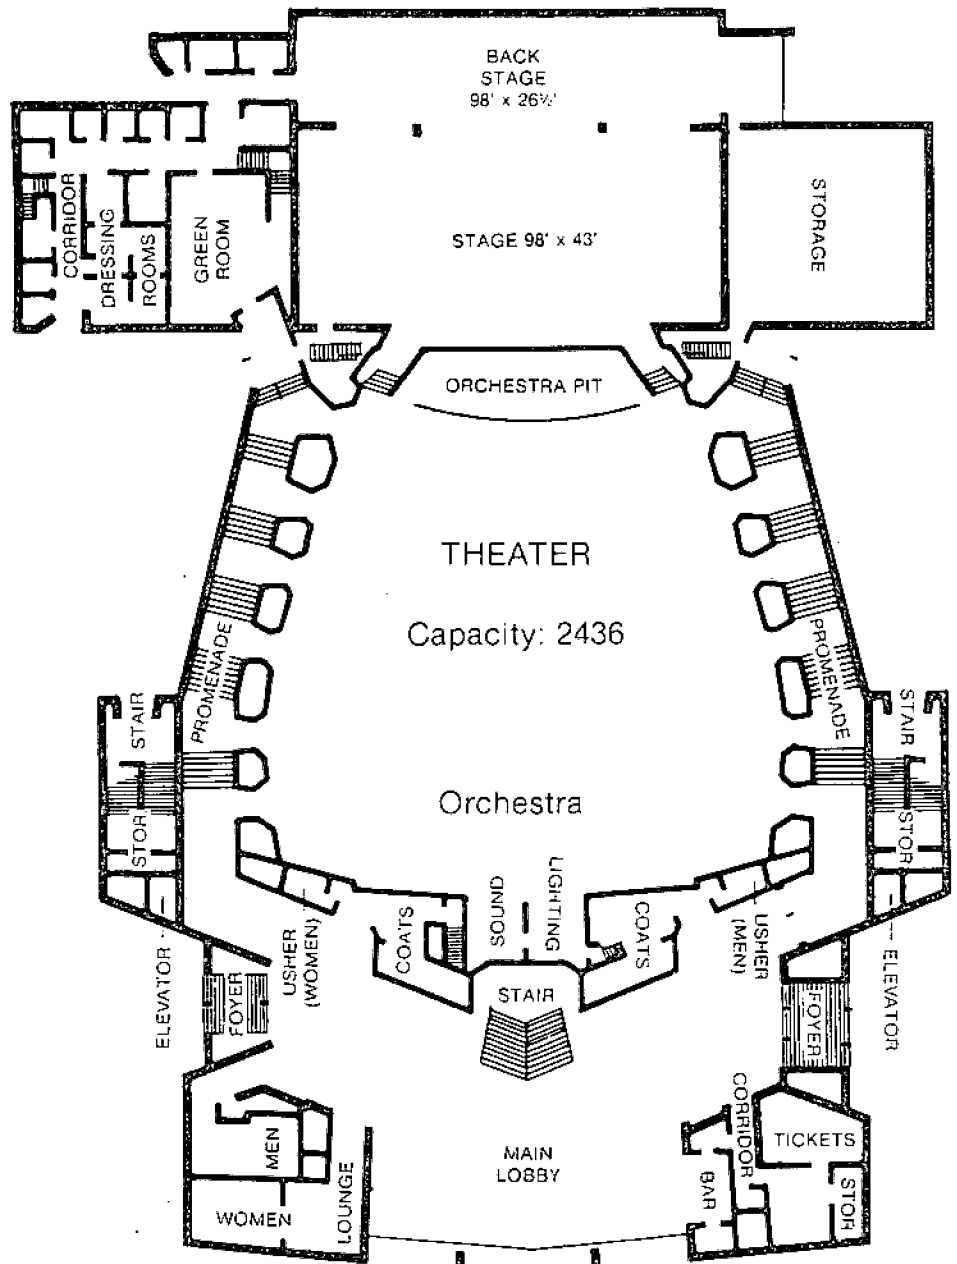 BACK
STAGE
98' x 26½'
STAGE 98' x 43'
STORAGE
CORRIDOR
DRESSING
ROOMS
GREEN
ROOM
ORCHESTRA PIT
THEATER
Capacity: 2436
PROMENADE
PROMENADE
STAIR
STAIR
Orchestra
STOR
STOR
SOUND
LIGHTING
COATS
COATS
USHER
(WOMEN)
USHER
(MEN)
ELEVATOR
ELEVATOR
FOYER
FOYER
STAIR
MEN
WOMEN
LOUNGE
MAIN
LOBBY
CORRIDOR
BAR
TICKETS
STOR